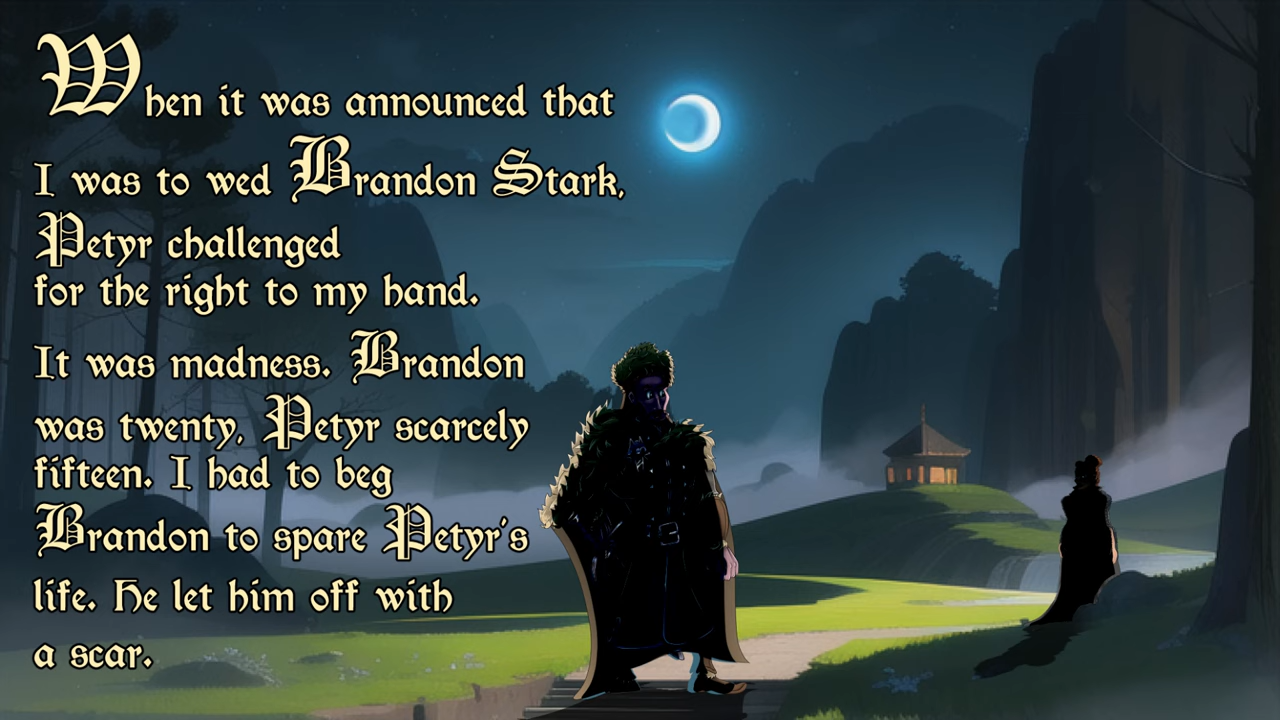 When it was announced that
I was to wed Brandon Stark,
Petyr challenged
for the right to my hand.
It was madness. Brandon
was twenty, Petyr scarcely
fifteen. I had to beg
Brandon to spare Petyr's
life. He let him off with
a scar.